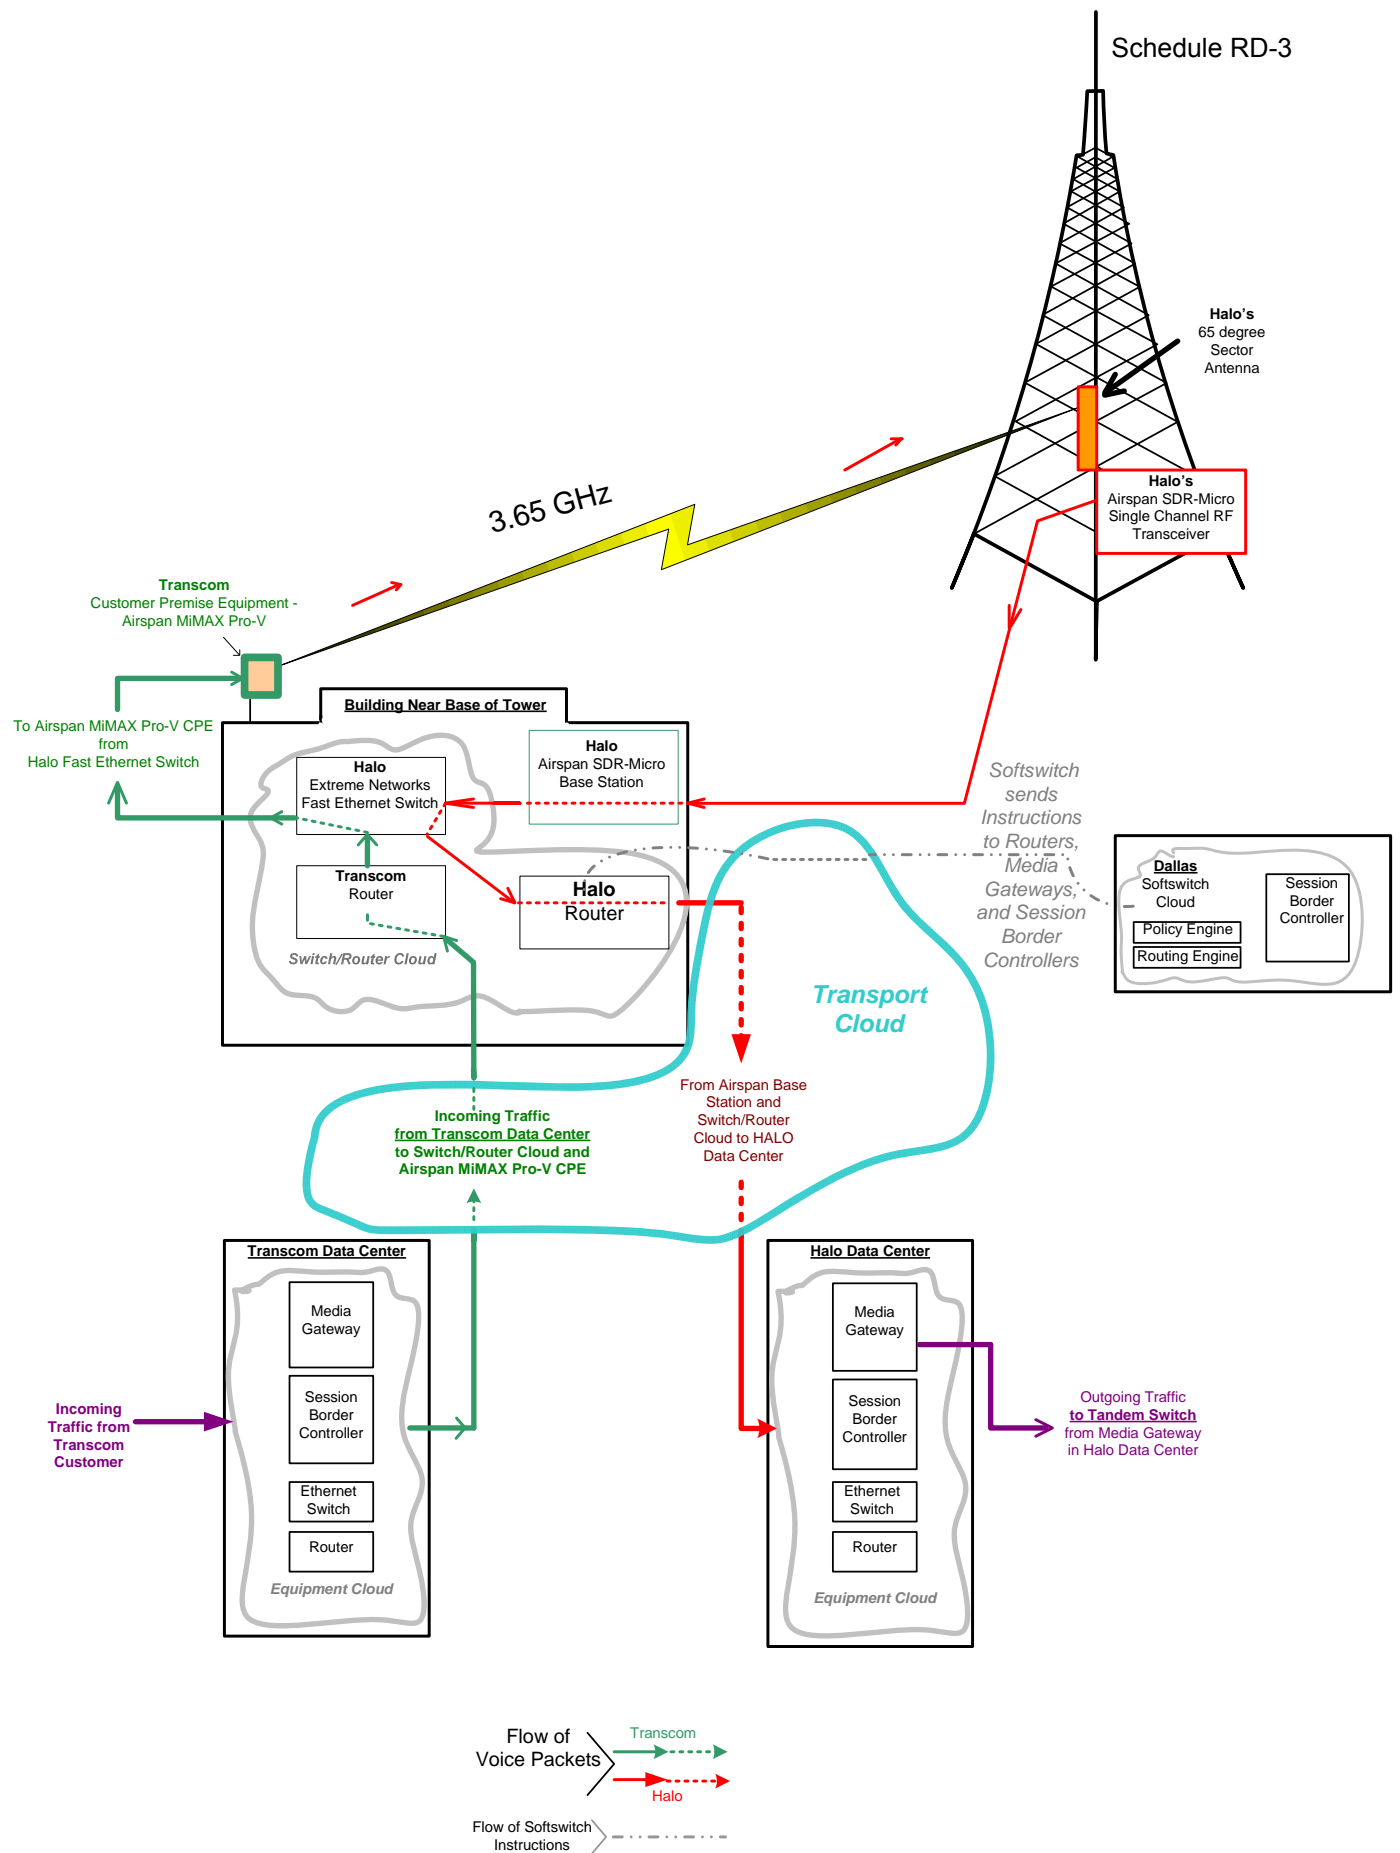 Schedule RD-3
Halo's
65 degree
Sector
Antenna
Halo's
Airspan SDR-Micro
Single Channel RF
Transceiver
3.65 GHz
Transcom
Customer Premise Equipment -
Airspan MiMAX Pro-V
To Airspan MiMAX Pro-V CPE
from
Halo Fast Ethernet Switch
Building Near Base of Tower
Halo
Extreme Networks
Fast Ethernet Switch
Halo
Airspan SDR-Micro
Base Station
Transcom
Router
Halo
Router
Switch/Router Cloud
Softswitch
sends
Instructions
to Routers,
Media
Gateways,
and Session
Border
Controllers
Dallas
Softswitch
Cloud
Policy Engine
Routing Engine
Session
Border
Controller
Transport
Cloud
From Airspan Base
Station and
Switch/Router
Cloud to HALO
Data Center
Incoming Traffic
from Transcom Data Center
to Switch/Router Cloud and
Airspan MiMAX Pro-V CPE
Transcom Data Center
Media
Gateway
Session
Border
Controller
Ethernet
Switch
Router
Equipment Cloud
Incoming
Traffic from
Transcom
Customer
Halo Data Center
Media
Gateway
Session
Border
Controller
Ethernet
Switch
Router
Equipment Cloud
Outgoing Traffic
to Tandem Switch
from Media Gateway
in Halo Data Center
Flow of
Voice Packets
Transcom
Halo
Flow of Softswitch
Instructions